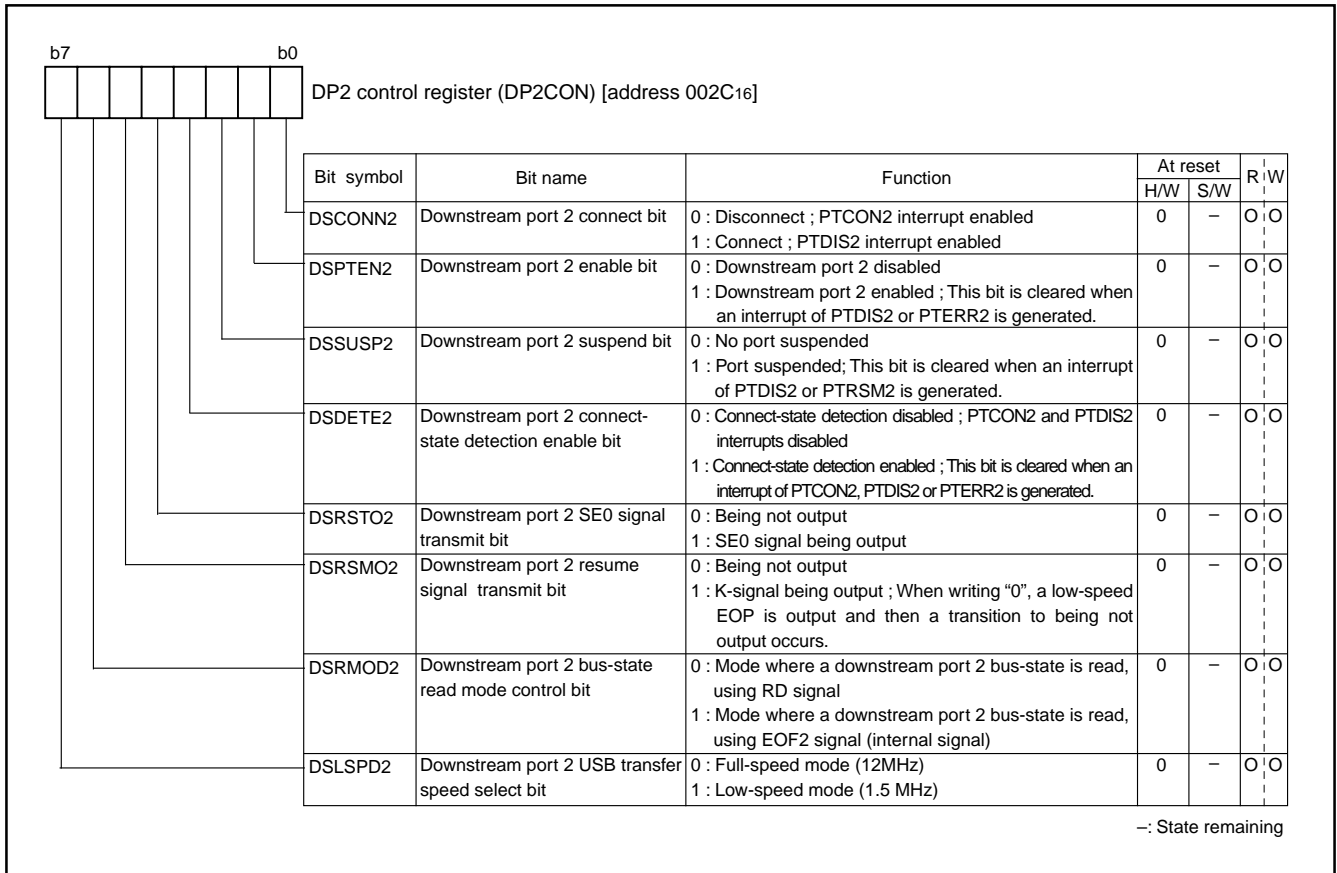 b7 b0
DP2 control register (DP2CON) [address 002C16]
Bit symbol Bit name Function At reset R W
H/W S/W
DSCONN2 Downstream port 2 connect bit 0 : Disconnect ; PTCON2 interrupt enabled 0 – O O
1 : Connect ; PTDIS2 interrupt enabled
DSPTEN2 Downstream port 2 enable bit 0 : Downstream port 2 disabled 0 – O O
1 : Downstream port 2 enabled ; This bit is cleared when
an interrupt of PTDIS2 or PTERR2 is generated.
DSSUSP2 Downstream port 2 suspend bit 0 : No port suspended 0 – O O
1 : Port suspended; This bit is cleared when an interrupt
of PTDIS2 or PTRSM2 is generated.
DSDETE2 Downstream port 2 connect- 0 : Connect-state detection disabled ; PTCON2 and PTDIS2 0 – O O
state detection enable bit interrupts disabled
1 : Connect-state detection enabled ; This bit is cleared when an
interrupt of PTCON2, PTDIS2 or PTERR2 is generated.
DSRSTO2 Downstream port 2 SE0 signal 0 : Being not output 0 – O O
transmit bit 1 : SE0 signal being output
DSRSMO2 Downstream port 2 resume 0 : Being not output 0 – O O
signal transmit bit 1 : K-signal being output ; When writing “0”, a low-speed
EOP is output and then a transition to being not
output occurs.
DSRMOD2 Downstream port 2 bus-state 0 : Mode where a downstream port 2 bus-state is read, 0 – O O
read mode control bit using RD signal
1 : Mode where a downstream port 2 bus-state is read,
using EOF2 signal (internal signal)
DSLSPD2 Downstream port 2 USB transfer 0 : Full-speed mode (12MHz) 0 – O O
speed select bit 1 : Low-speed mode (1.5 MHz)
–: State remaining